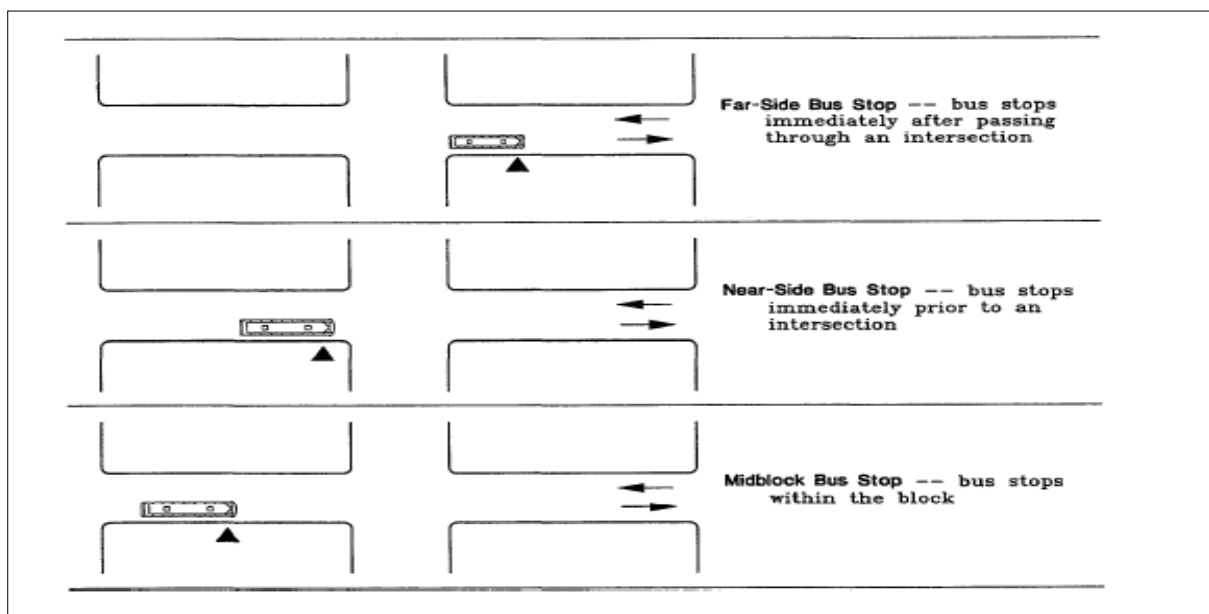 Far-Side Bus Stop -- bus stops
immediately after passing
through an intersection
Near-Side Bus Stop -- bus stops
immediately prior to an
intersection
Midblock Bus Stop -- bus stops
within the block